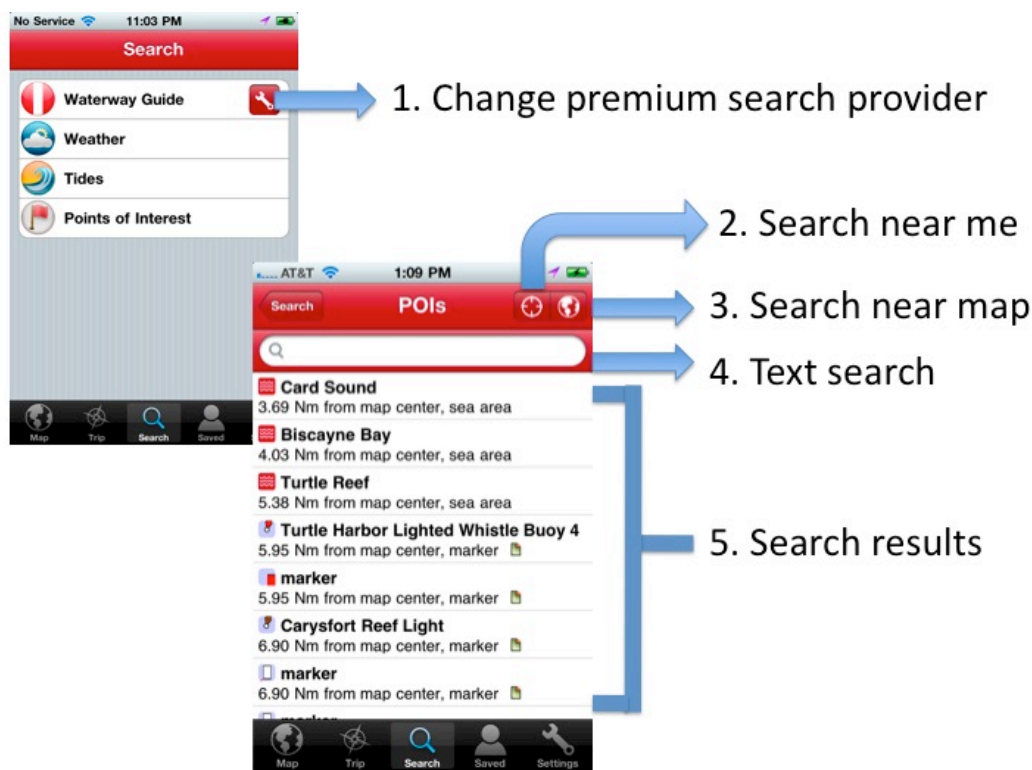 No Service 11:03 PM
Search
Waterway Guide
Weather
Tides
Points of Interest
Map Trip Search Saved
1. Change premium search provider
2. Search near me
3. Search near map
4. Text search
5. Search results
AT&T 1:09 PM
Search POIs
Card Sound
3.69 Nm from map center, sea area
Biscayne Bay
4.03 Nm from map center, sea area
Turtle Reef
5.38 Nm from map center, sea area
Turtle Harbor Lighted Whistle Buoy 4
5.95 Nm from map center, marker
marker
5.95 Nm from map center, marker
Carysfort Reef Light
6.90 Nm from map center, marker
marker
6.90 Nm from map center, marker
Map Trip Search Saved Settings